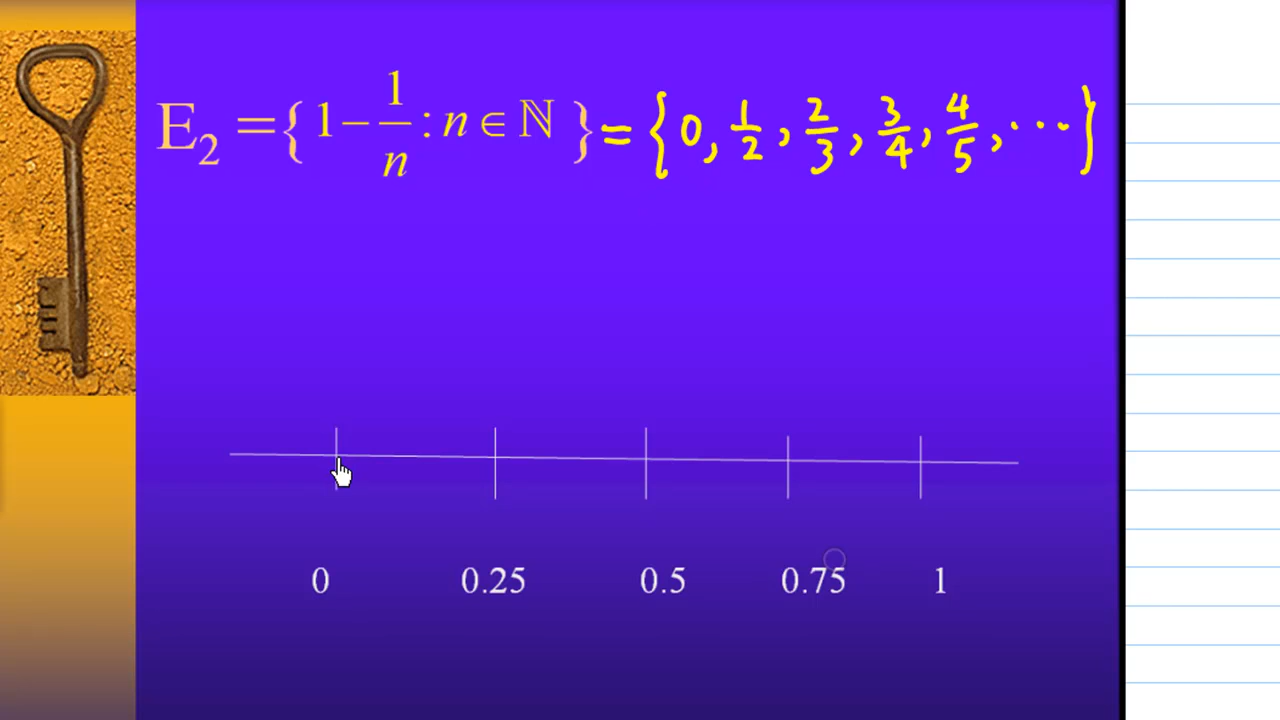 E₂ = { 1 − 1/n : n ∈ ℕ } = {0, 1/2, 2/3, 3/4, 4/5, ⋯}
0 0.25 0.5 0.75 1